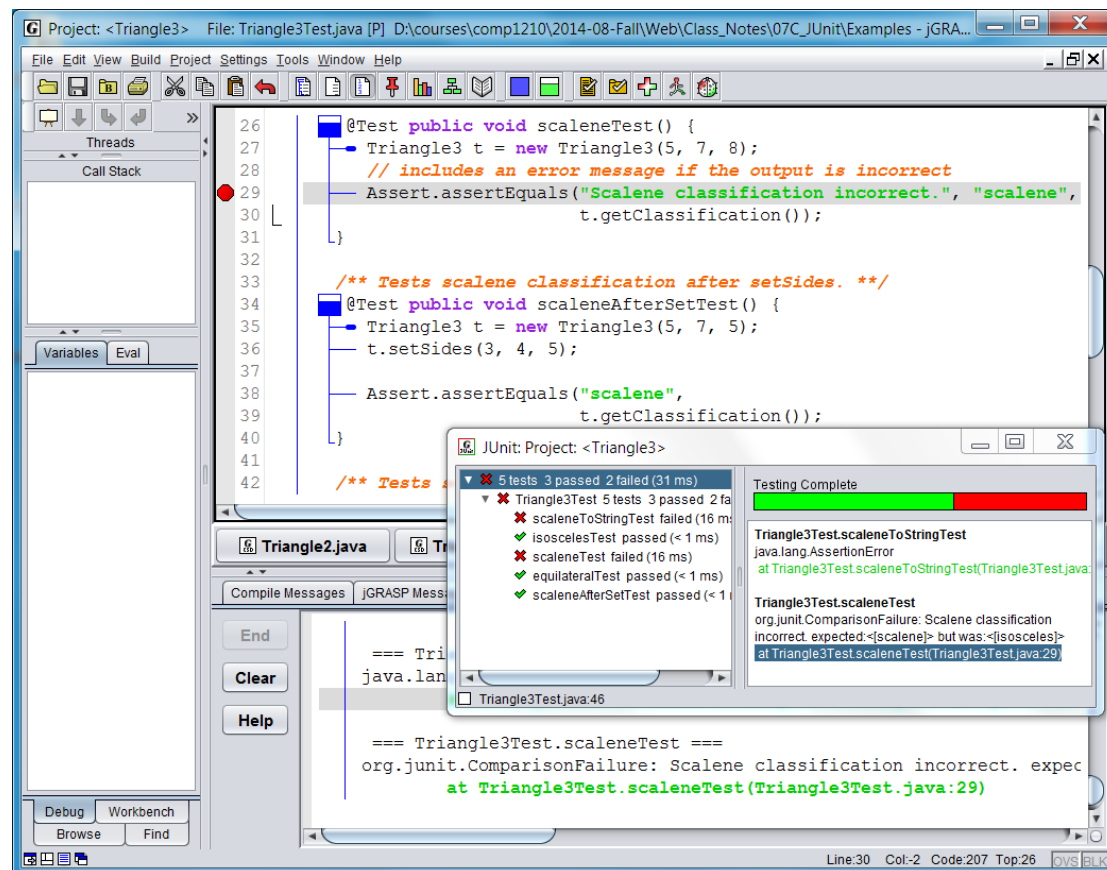 Project: <Triangle3> File: Triangle3Test.java [P] D:\courses\comp1210\2014-08-Fall\Web\Class_Notes\07C_JUnit\Examples - jGRA...
File Edit View Build Project Settings Tools Window Help
Threads
Call Stack
Variables Eval
26 @Test public void scaleneTest() {
27 Triangle3 t = new Triangle3(5, 7, 8);
28 // includes an error message if the output is incorrect
29 Assert.assertEquals("Scalene classification incorrect.", "scalene",
30 t.getClassification());
31 }
32
33 /** Tests scalene classification after setSides. **/
34 @Test public void scaleneAfterSetTest() {
35 Triangle3 t = new Triangle3(5, 7, 5);
36 t.setSides(3, 4, 5);
37
38 Assert.assertEquals("scalene",
39 t.getClassification());
40 }
41
42 /** Tests s
JUnit: Project: <Triangle3>
5 tests 3 passed 2 failed (31 ms)
Triangle3Test 5 tests 3 passed 2 fa
scaleneToStringTest failed (16 ms
isoscelesTest passed (< 1 ms)
scaleneTest failed (16 ms)
equilateralTest passed (< 1 ms)
scaleneAfterSetTest passed (< 1
Testing Complete
Triangle3Test.scaleneToStringTest
java.lang.AssertionError
at Triangle3Test.scaleneToStringTest(Triangle3Test.java:
Triangle3Test.scaleneTest
org.junit.ComparisonFailure: Scalene classification
incorrect. expected:<[scalene]> but was:<[isosceles]>
at Triangle3Test.scaleneTest(Triangle3Test.java:29)
Triangle3Test.java:46
Triangle2.java Tr
Compile Messages jGRASP Messa
End
Clear
Help
=== Tri
java.lan
=== Triangle3Test.scaleneTest ===
org.junit.ComparisonFailure: Scalene classification incorrect. expec
at Triangle3Test.scaleneTest(Triangle3Test.java:29)
Debug Workbench
Browse Find
Line:30 Col:-2 Code:207 Top:26 OVS BLK